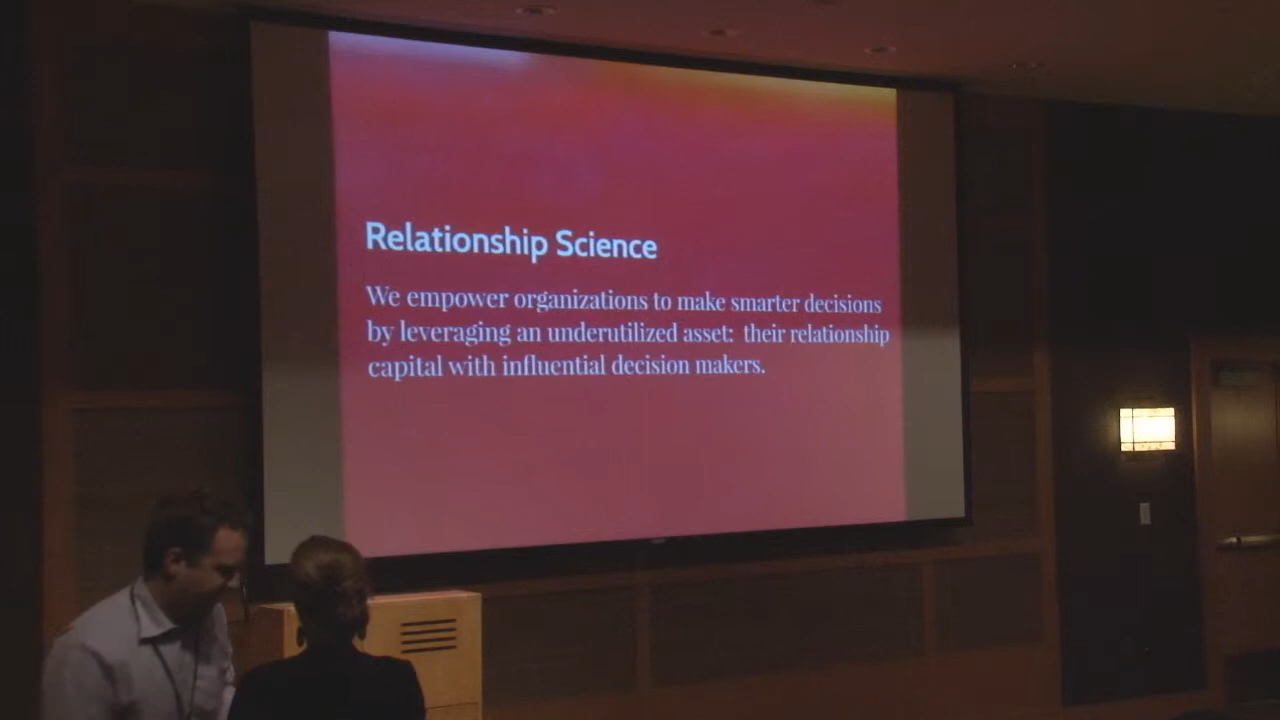 Relationship Science
We empower organizations to make smarter decisions
by leveraging an underutilized asset:  their relationship
capital with influential decision makers.